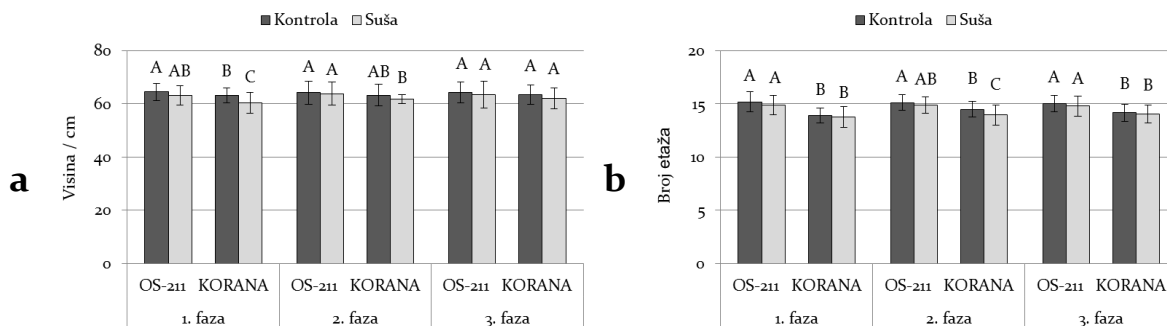 a
Visina / cm
Kontrola Suša
80
60
40
20
0
A AB B C A A AB B A A A A
OS-211 KORANA OS-211 KORANA OS-211 KORANA
1. faza 2. faza 3. faza
b
Broj etaža
Kontrola Suša
20
15
10
5
0
A A B B A AB B C A A B B
OS-211 KORANA OS-211 KORANA OS-211 KORANA
1. faza 2. faza 3. faza